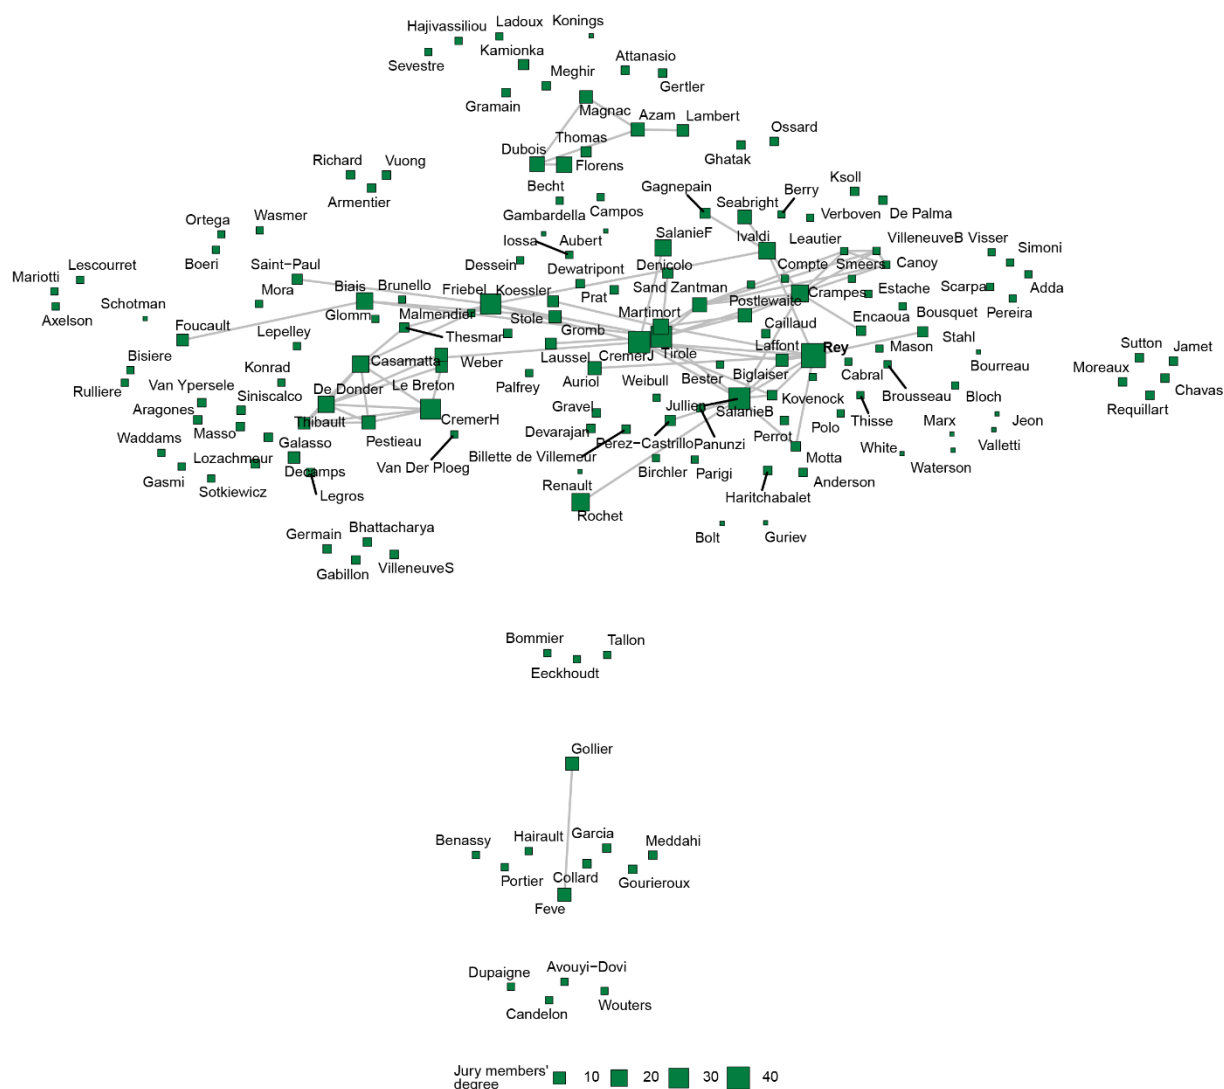 Hajivassiliou
Ladoux
Konings
Kamionka
Sevestre
Meghir
Attanasio
Gertler
Gramain
Magnac
Azam
Lambert
Thomas
Ossard
Dubois
Florens
Ghatak
Richard
Vuong
Armentier
Becht
Gagnepain
Berry
Ksoll
Seabright
Campos
Gambardella
Verboven
De Palma
Ortega
Wasmer
Iossa
Aubert
SalanieF
Ivaldi
Leautier
VilleneuveB
Visser
Simoni
Boeri
Saint−Paul
Dessein
Dewatripont
Denicolo
Compte
Smeers
Canoy
Mariotti
Lescourret
Mora
Biais
Brunello
Friebel
Koessler
Prat
Sand_Zantman
Crampes
Estache
Scarpa
Adda
Axelson
Schotman
Glomm
Malmendier
Stole
Martimort
Postlewaite
Encaoua
Bousquet
Pereira
Foucault
Lepelley
Thesmar
Gromb
Caillaud
Stahl
Bisiere
Casamatta
Weber
Laussel
CremerJ
Tirole
Laffont
Rey
Mason
Bourreau
Sutton
Jamet
Moreaux
Rulliere
Konrad
Van Ypersele
Siniscalco
De Donder
Le Breton
Palfrey
Auriol
Weibull
Bester
Biglaiser
Cabral
Brousseau
Chavas
Requillart
Aragones
Thibault
CremerH
Gravel
Jullien
SalanieB
Kovenock
Bloch
Waddams
Masso
Galasso
Pestieau
Devarajan
Perez−Castrillo
Panunzi
Perrot
Polo
Thisse
Marx
Jeon
Valletti
Gasmi
Lozachmeur
Decamps
Van Der Ploeg
Billette de Villemeur
Birchler
Parigi
Motta
White
Waterson
Sotkiewicz
Legros
Renault
Rochet
Haritchabalet
Anderson
Germain
Bhattacharya
Bolt
Guriev
Gabillon
VilleneuveS
Bommier
Tallon
Eeckhoudt
Gollier
Benassy
Hairault
Garcia
Meddahi
Portier
Collard
Gourieroux
Feve
Dupaigne
Avouyi−Dovi
Candelon
Wouters
Jury members'
degree
10 20 30 40